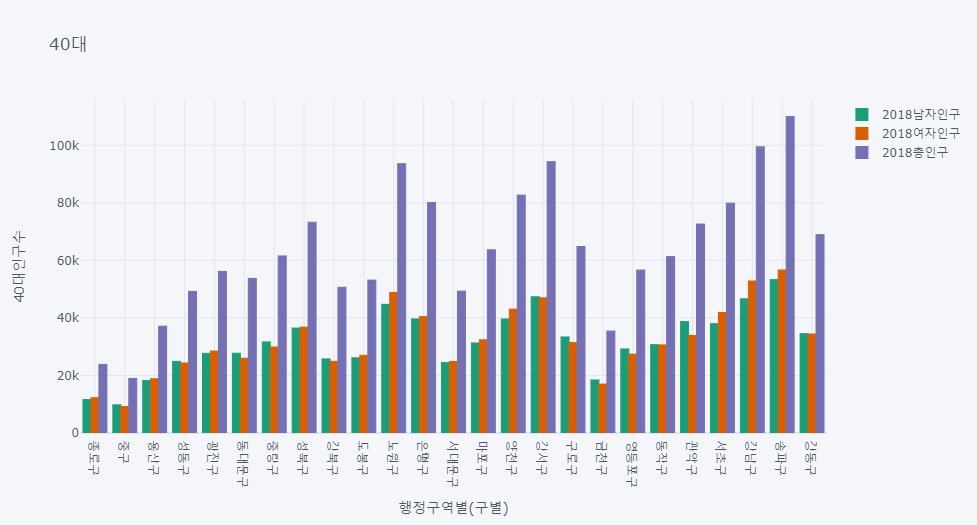 40대
2018남자인구
2018여자인구
2018총인구
100k
80k
60k
40k
20k
0
40대인구수
종로구
중구
용산구
성동구
광진구
동대문구
중랑구
성북구
강북구
도봉구
노원구
은평구
서대문구
마포구
양천구
강서구
구로구
금천구
영등포구
동작구
관악구
서초구
강남구
송파구
강동구
행정구역별(구별)